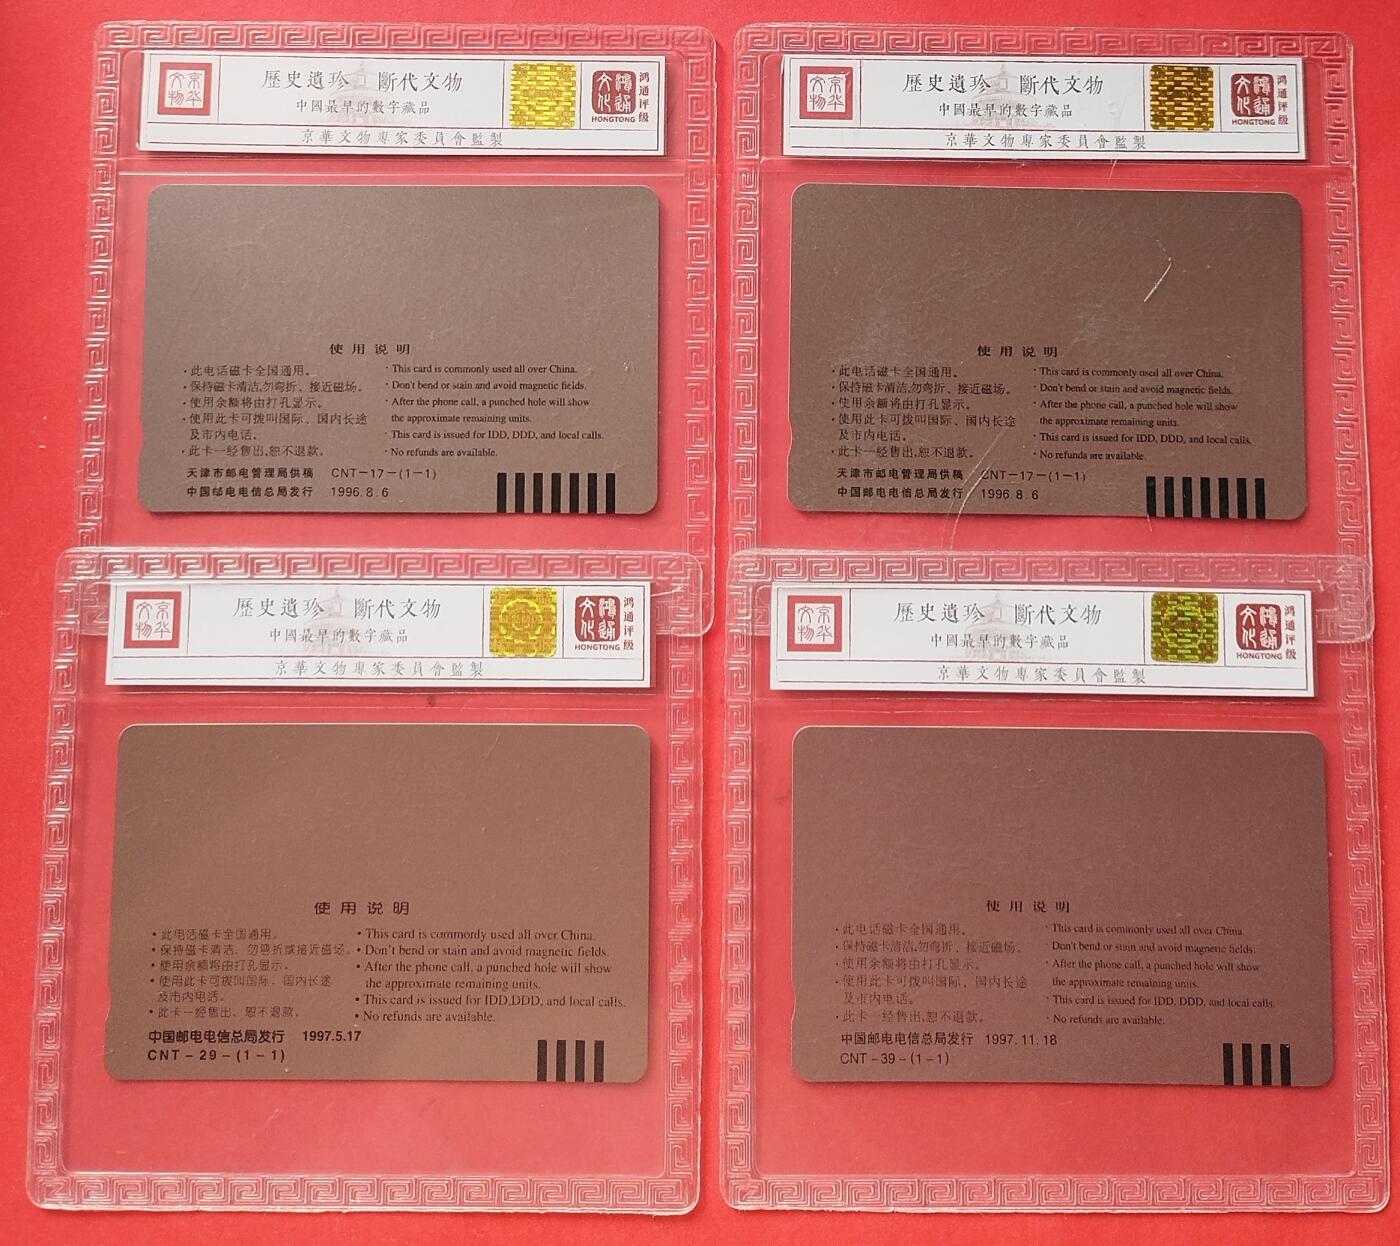 京华文物
歷史遺珍 斷代文物
中國最早的數字藏品
京華文物專家委員會監製
鴻通文化
HONGTONG
鸿通评级
使用说明
·此电话磁卡全国通用。
·保持磁卡清洁,勿弯折、接近磁场。
·使用余额将由打孔显示。
·使用此卡可拨叫国际、国内长途
及市内电话。
·此卡一经售出,恕不退款。
· This card is commonly used all over China.
· Don't bend or stain and avoid magnetic fields.
· After the phone call, a punched hole will show
the approximate remaining units.
· This card is issued for IDD, DDD, and local calls.
· No refunds are available.
天津市邮电管理局供稿 CNT-17-(1-1)
中国邮电电信总局发行 1996.8.6
京华文物
歷史遺珍 斷代文物
中國最早的數字藏品
京華文物專家委員會監製
鴻通文化
HONGTONG
鸿通评级
使用说明
·此电话磁卡全国通用。
·保持磁卡清洁,勿弯折、接近磁场。
·使用余额将由打孔显示。
·使用此卡可拨叫国际、国内长途
及市内电话。
·此卡一经售出,恕不退款。
· This card is commonly used all over China.
· Don't bend or stain and avoid magnetic fields.
· After the phone call, a punched hole will show
the approximate remaining units.
· This card is issued for IDD, DDD, and local calls.
· No refunds are available.
天津市邮电管理局供稿 CNT-17-(1-1)
中国邮电电信总局发行 1996.8.6
京华文物
歷史遺珍 斷代文物
中國最早的數字藏品
京華文物專家委員會監製
鴻通文化
HONGTONG
鸿通评级
使用说明
• 此电话磁卡全国通用。
• 保持磁卡清洁、勿弯折或接近磁场。
• 使用余额将由打孔显示。
• 使用此卡可拨叫国际、国内长途
及市内电话。
• 此卡一经售出、恕不退款。
• This card is commonly used all over China.
• Don't bend or stain and avoid magnetic fields.
• After the phone call, a punched hole will show
the approximate remaining units.
• This card is issued for IDD,DDD, and local calls.
• No refunds are available.
中国邮电电信总局发行 1997.5.17
CNT-29-(1-1)
京华文物
歷史遺珍 斷代文物
中國最早的數字藏品
京華文物專家委員會監製
鴻通文化
HONGTONG
鸿通评级
使用说明
·此电话磁卡全国通用。
·保持磁卡清洁,勿弯折、接近磁场。
·使用余额将由打孔显示。
·使用此卡可拨叫国际、国内长途
及市内电话。
·此卡一经售出,恕不退款。
· This card is commonly used all over China.
· Don't bend or stain and avoid magnetic fields.
· After the phone call, a punched hole will show
the approximate remaining units.
· This card is issued for IDD, DDD, and local calls.
· No refunds are available.
中国邮电电信总局发行 1997.11.18
CNT-39-(1-1)